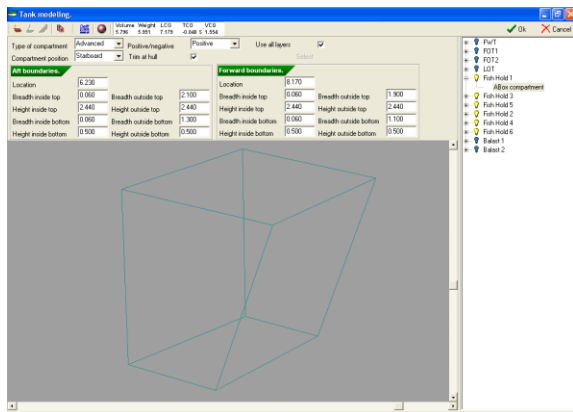 Tank modeling.
Volume Weight LCG TCG VCG
5.796 5.951 7.179 -0.048 S 1.554
Ok Cancel
Type of compartment Advanced Positive/negative Positive Use all layers
Compartment position Starboard Trim at hull Select
Aft boundaries. Forward boundaries.
Location 6.230 Location 8.170
Breadth inside top 0.060 Breadth outside top 2.100 Breadth inside top 0.060 Breadth outside top 1.900
Height inside top 2.440 Height outside top 2.440 Height inside top 2.440 Height outside top 2.440
Breadth inside bottom 0.060 Breadth outside bottom 1.300 Breadth inside bottom 0.060 Breadth outside bottom 1.100
Height inside bottom 0.500 Height outside bottom 0.500 Height inside bottom 0.500 Height outside bottom 0.500
FOT1
FOT2
LOT
Fish Hold 1
ABox compartment
Fish Hold 3
Fish Hold 5
Fish Hold 2
Fish Hold 4
Fish Hold 6
Balast 1
Balast 2